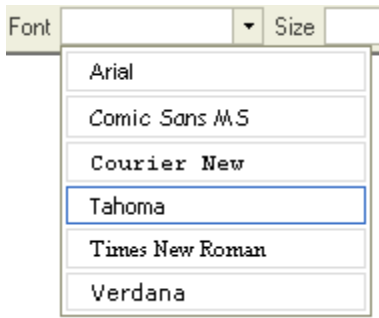 Font Size
Arial
Comic Sans MS
Courier New
Tahoma
Times New Roman
Verdana